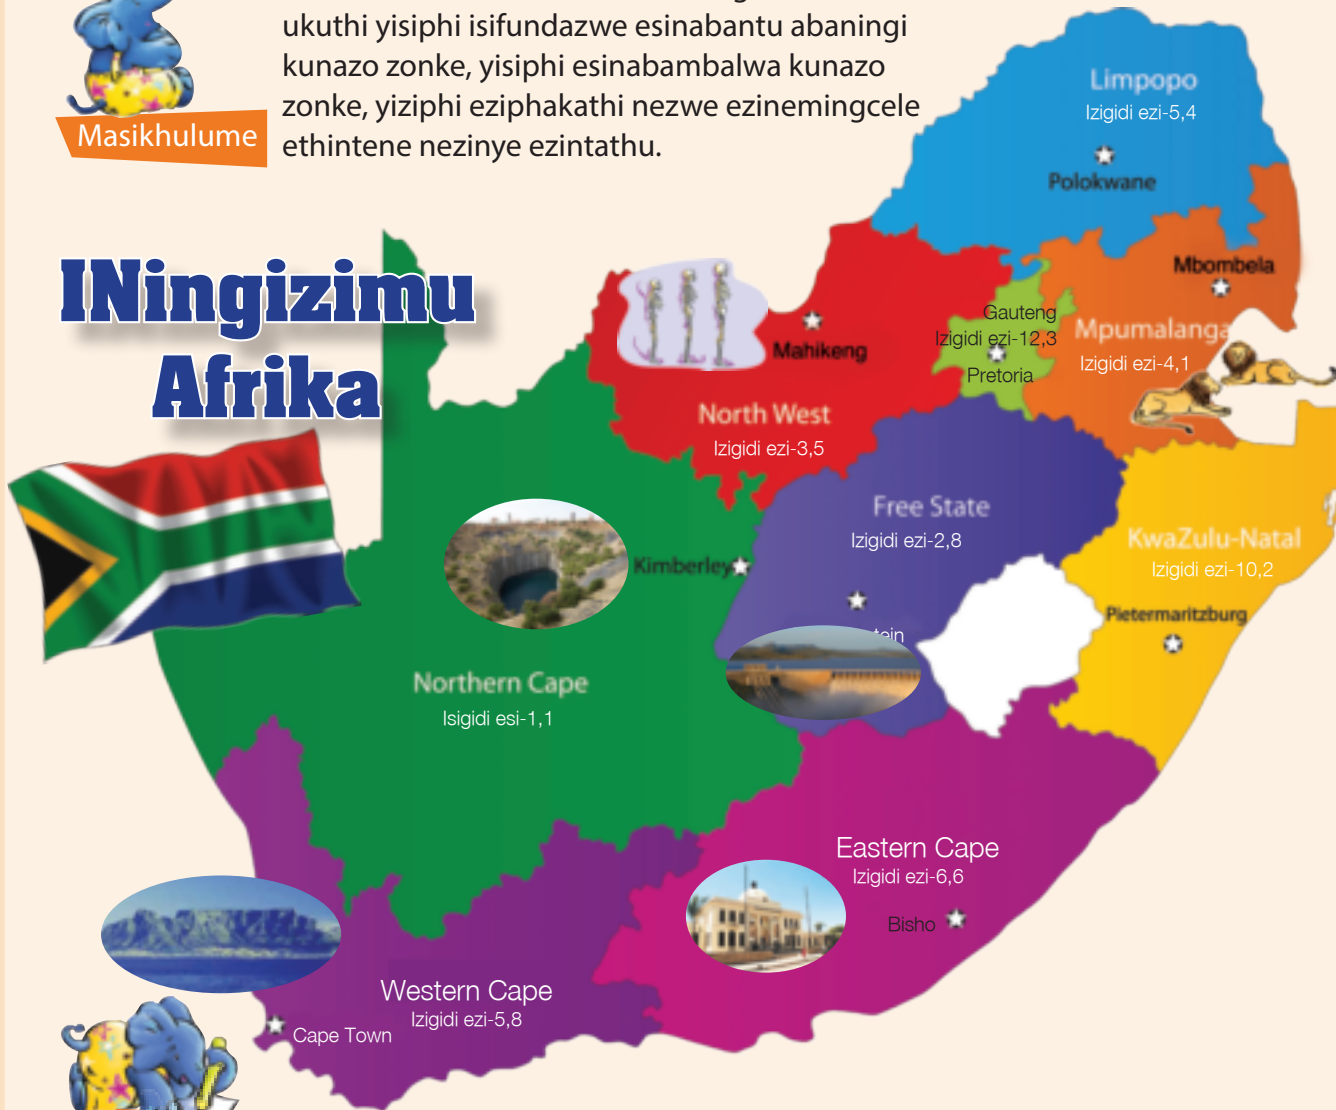 ukuthi yisiphi isifundazwe esinabantu abaningi
kunazo zonke, yisiphi esinabambalwa kunazo
zonke, yiziphi eziphakathi nezwe ezinemingcele
ethintene nezinye ezintathu.
Masikhulume
INingizimu
Afrika
Limpopo
Izigidi ezi-5,4
Polokwane
Mbombela
Mpumalanga
Izigidi ezi-4,1
Gauteng
Izigidi ezi-12,3
Pretoria
Mahikeng
North West
Izigidi ezi-3,5
Free State
Izigidi ezi-2,8
tein
KwaZulu-Natal
Izigidi ezi-10,2
Pietermaritzburg
Kimberley
Northern Cape
Isigidi esi-1,1
Eastern Cape
Izigidi ezi-6,6
Bisho
Western Cape
Izigidi ezi-5,8
Cape Town